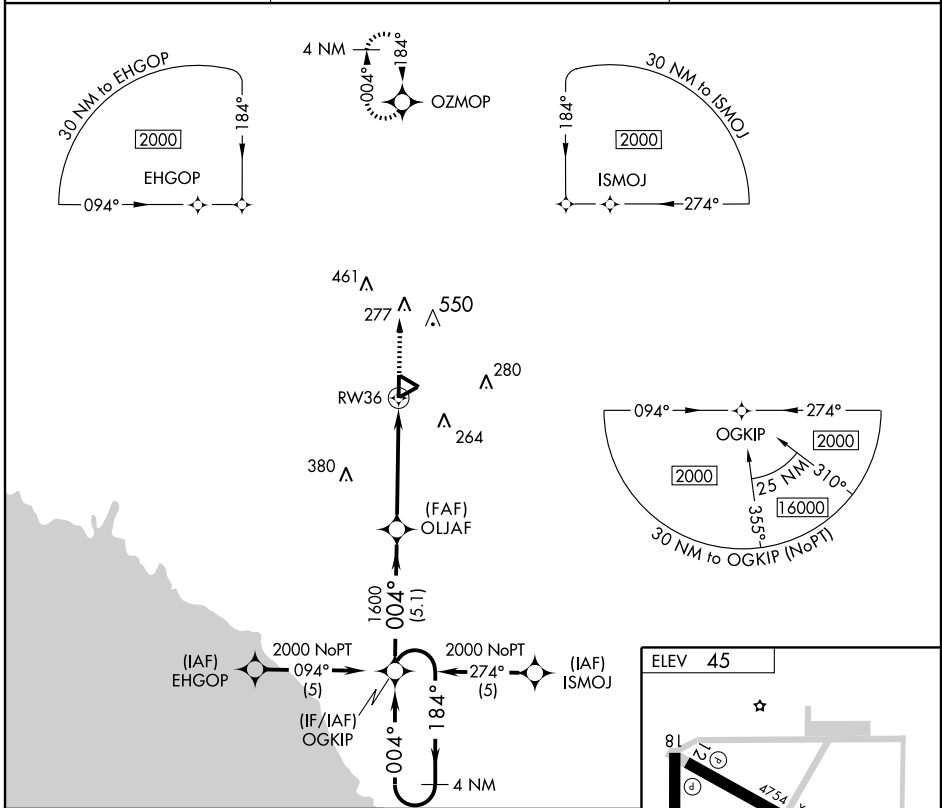 4 NM
004°
184°
OZMOP
30 NM to EHGOP
2000
184°
EHGOP
094°
30 NM to ISMOJ
184°
2000
ISMOJ
274°
461
277
550
RW36
280
264
380
(FAF)
OLJAF
094°
274°
OGKIP
2000
2000
25 NM
310°
16000
355°
30 NM to OGKIP (NoPT)
1600
004°
(5.1)
(IAF)
EHGOP
2000 NoPT
094°
(5)
2000 NoPT
274°
(5)
(IAF)
ISMOJ
(IF/IAF)
OGKIP
004°
184°
4 NM
ELEV 45
18
12
P
P
4754